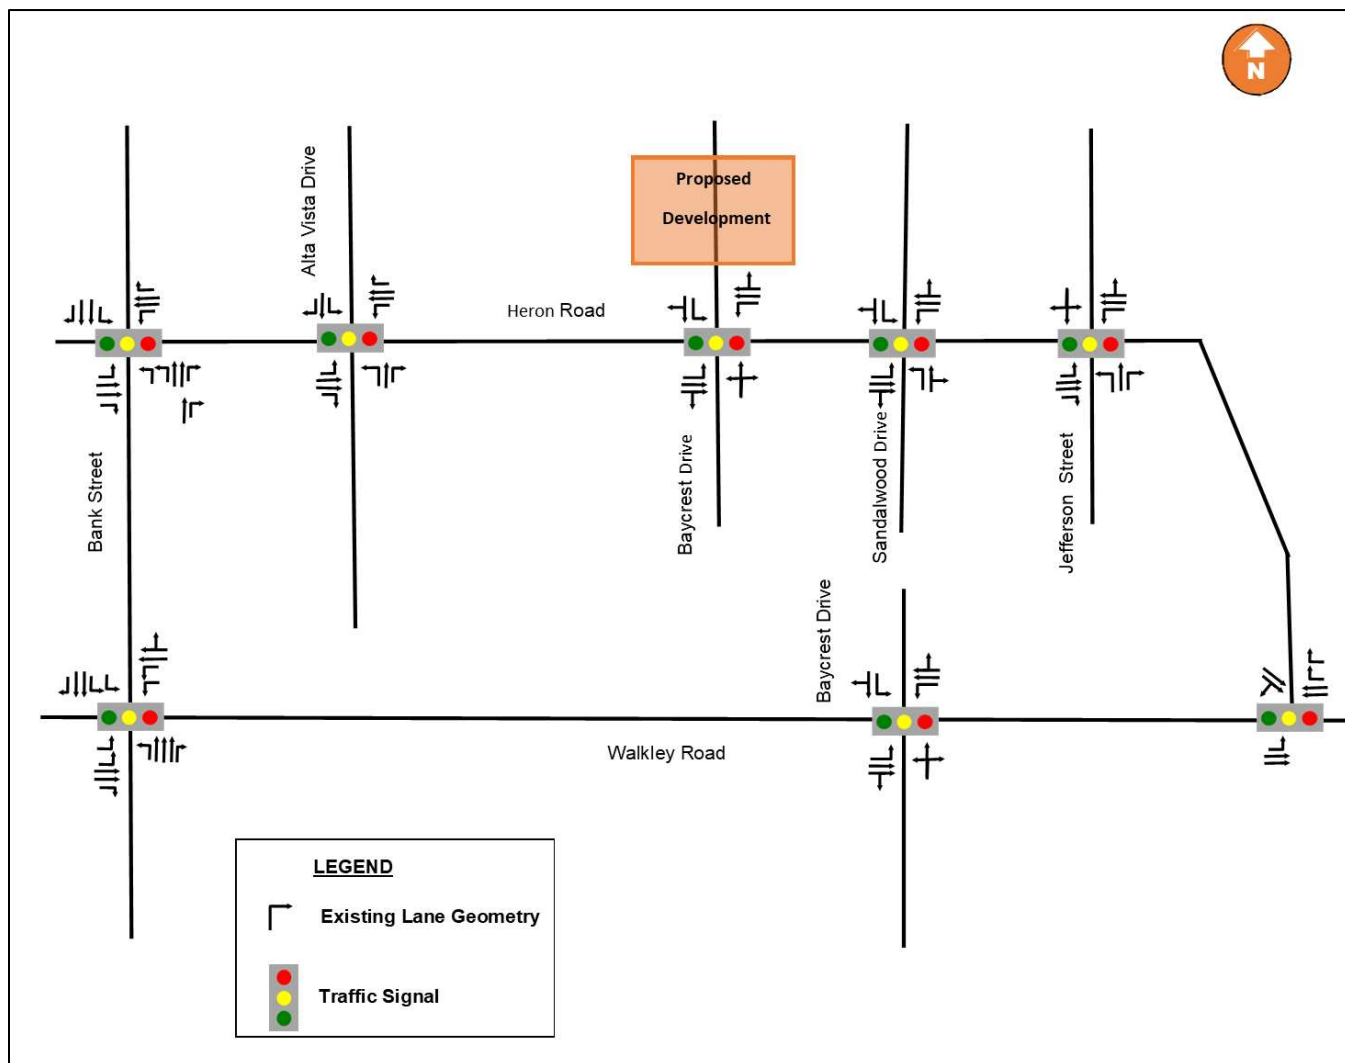 N
Alta Vista Drive
Proposed
Development
Heron Road
Bank Street
Baycrest Drive
Sandalwood Drive
Jefferson Street
Baycrest Drive
Walkley Road
LEGEND
Existing Lane Geometry
Traffic Signal